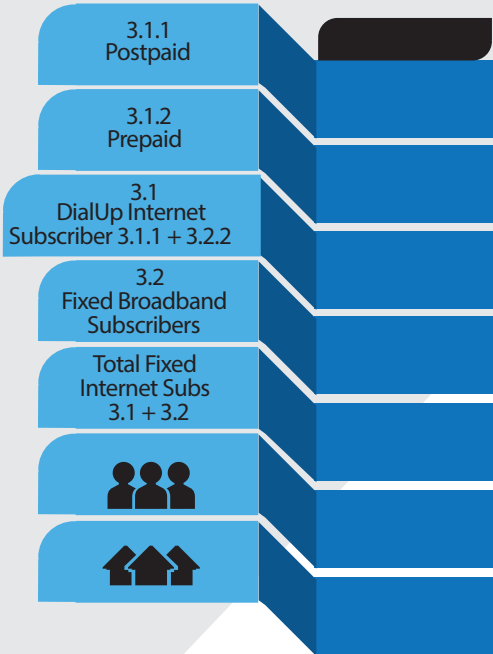 3.1.1
Postpaid
3.1.2
Prepaid
3.1
DialUp Internet
Subscriber 3.1.1 + 3.2.2
3.2
Fixed Broadband
Subscribers
Total Fixed
Internet Subs
3.1 + 3.2